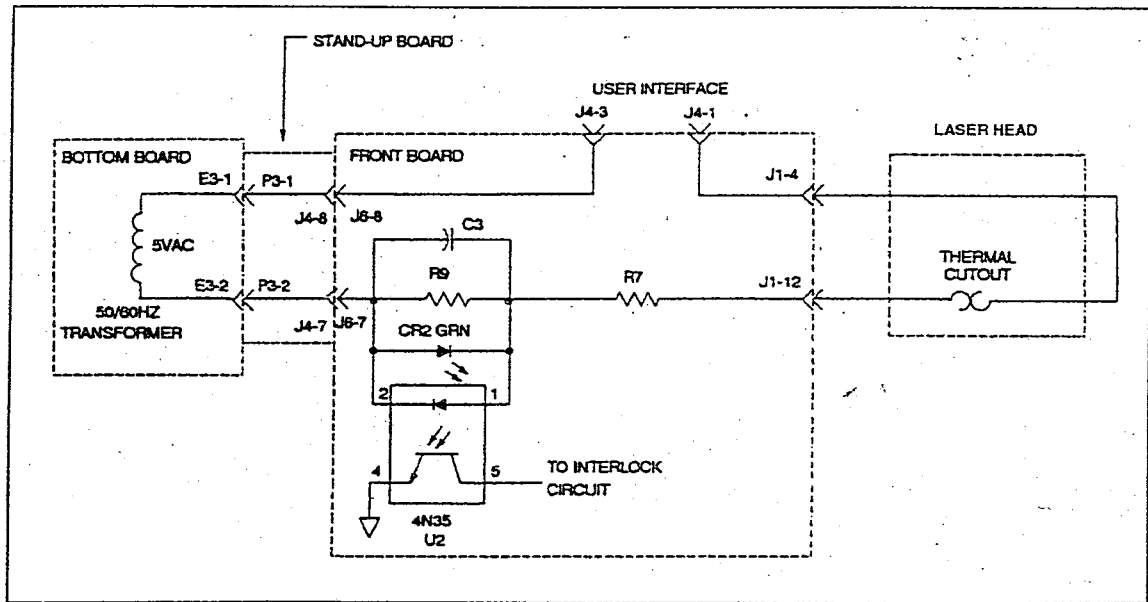 STAND-UP BOARD
USER INTERFACE
J4-3
J4-1
LASER HEAD
BOTTOM BOARD
FRONT BOARD
E3-1
P3-1
J1-4
J4-8
J6-8
C3
5VAC
R9
R7
THERMAL
CUTOUT
J1-12
E3-2
P3-2
50/60HZ
TRANSFORMER
J4-7
J6-7
CR2 GRN
2
1
4
5
TO INTERLOCK
CIRCUIT
4N35
U2